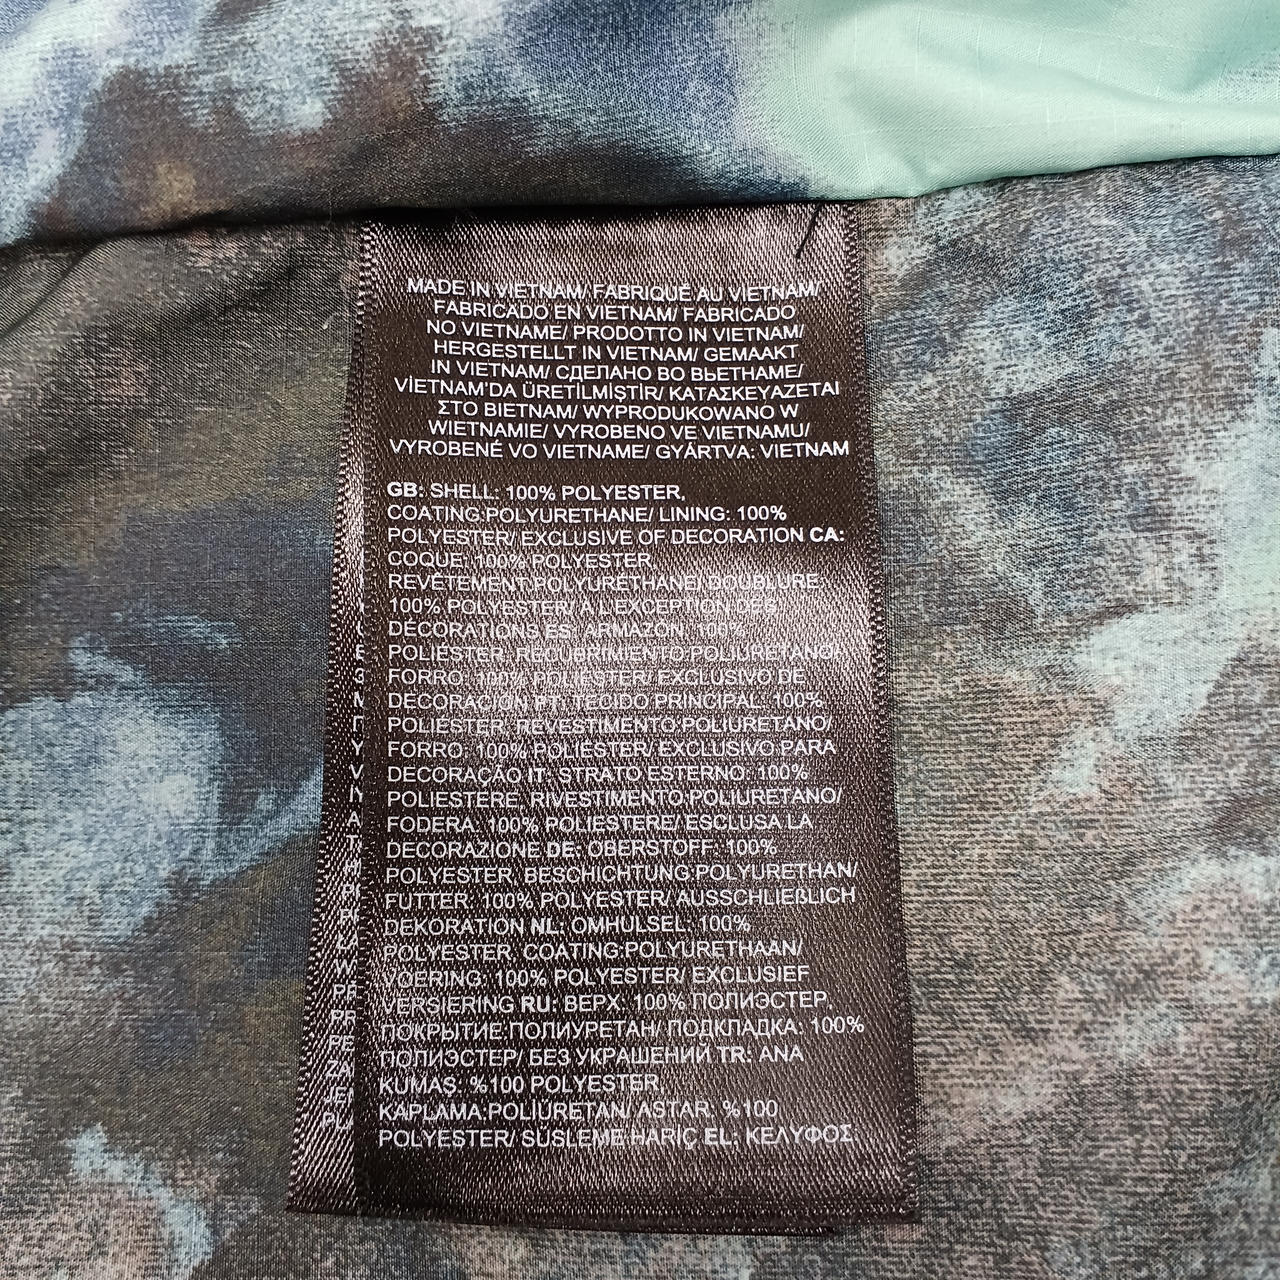 MADE IN VIETNAM/ FABRIQUÉ AU VIETNAM/
FABRICADO EN VIETNAM/ FABRICADO
NO VIETNAME/ PRODOTTO IN VIETNAM/
HERGESTELLT IN VIETNAM/ GEMAAKT
IN VIETNAM/ СДЕЛАНО ВО ВЬЕТНАМЕ/
VİETNAM'DA ÜRETİLMİŞTİR/ ΚΑΤΑΣΚΕΥΑΖΕΤΑΙ
ΣΤΟ ΒΙΕΤΝΑΜ/ WYPRODUKOWANO W
WIETNAMIE/ VYROBENO VE VIETNAMU/
VYROBENÉ VO VIETNAME/ GYÁRTVA: VIETNAM
GB: SHELL: 100% POLYESTER,
COATING:POLYURETHANE/ LINING: 100%
POLYESTER/ EXCLUSIVE OF DECORATION CA:
COQUE: 100% POLYESTER
REVÊTEMENT:POLYURÉTHANE/ DOUBLURE:
100% POLYESTER/ À L'EXCEPTION DES
DÉCORATIONS ES: ARMAZÓN: 100%
POLIÉSTER, RECUBRIMIENTO:POLIURETANO/
FORRO: 100% POLIÉSTER/ EXCLUSIVO DE
DECORACIÓN PT: TECIDO PRINCIPAL: 100%
POLIÉSTER, REVESTIMENTO:POLIURETANO/
FORRO: 100% POLIÉSTER/ EXCLUSIVO PARA
DECORAÇÃO IT: STRATO ESTERNO: 100%
POLIESTERE, RIVESTIMENTO:POLIURETANO/
FODERA: 100% POLIESTERE/ ESCLUSA LA
DECORAZIONE DE: OBERSTOFF: 100%
POLYESTER, BESCHICHTUNG:POLYURETHAN/
FUTTER: 100% POLYESTER/ AUSSCHLIEßLICH
DEKORATION NL: OMHULSEL: 100%
POLYESTER, COATING:POLYURETHAAN/
VOERING: 100% POLYESTER/ EXCLUSIEF
VERSIERING RU: ВЕРХ: 100% ПОЛИЭСТЕР,
ПОКРЫТИЕ:ПОЛИУРЕТАН/ ПОДКЛАДКА: 100%
ПОЛИЭСТЕР/ БЕЗ УКРАШЕНИЙ TR: ANA
KUMAŞ: %100 POLYESTER,
KAPLAMA:POLİÜRETAN/ ASTAR: %100
POLYESTER/ SÜSLEME HARİÇ EL: ΚΕΛΥΦΟΣ: